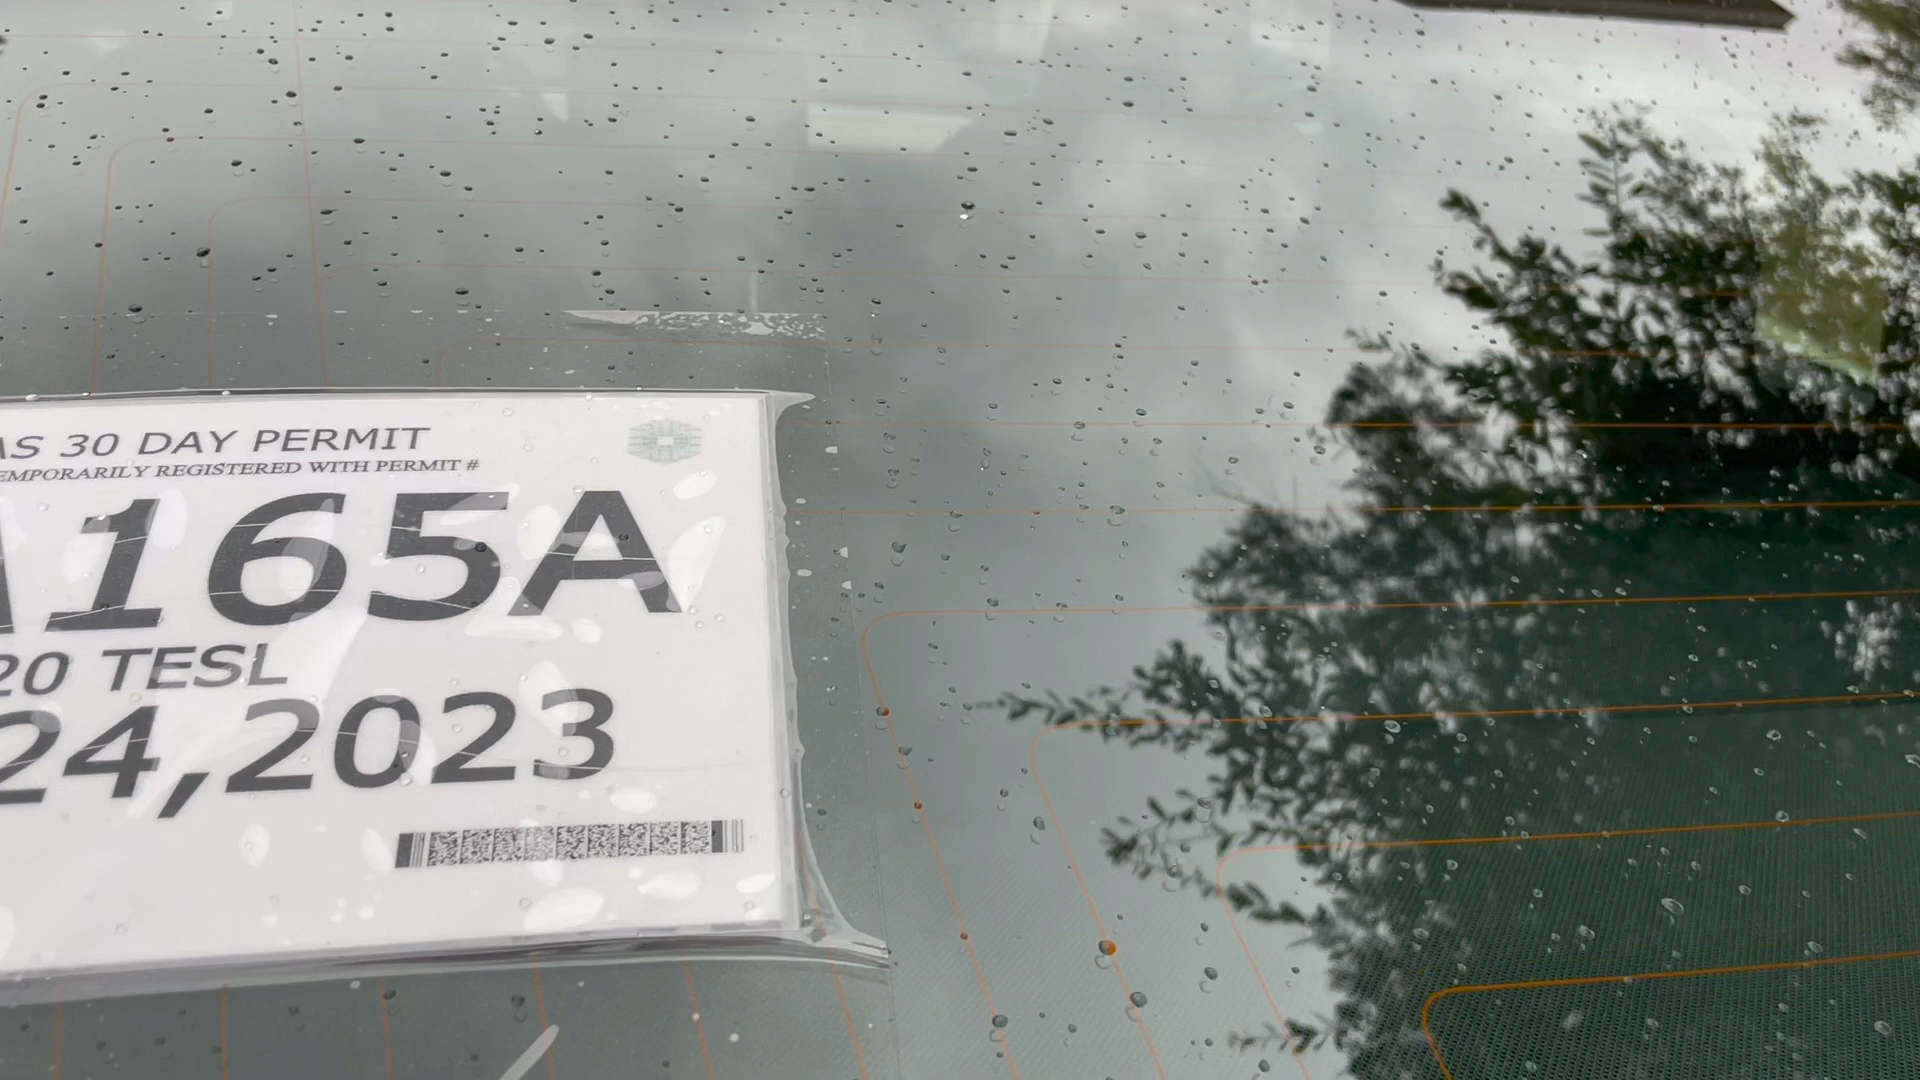 AS 30 DAY PERMIT
EMPORARILY REGISTERED WITH PERMIT #
165A
20 TESL
24,2023